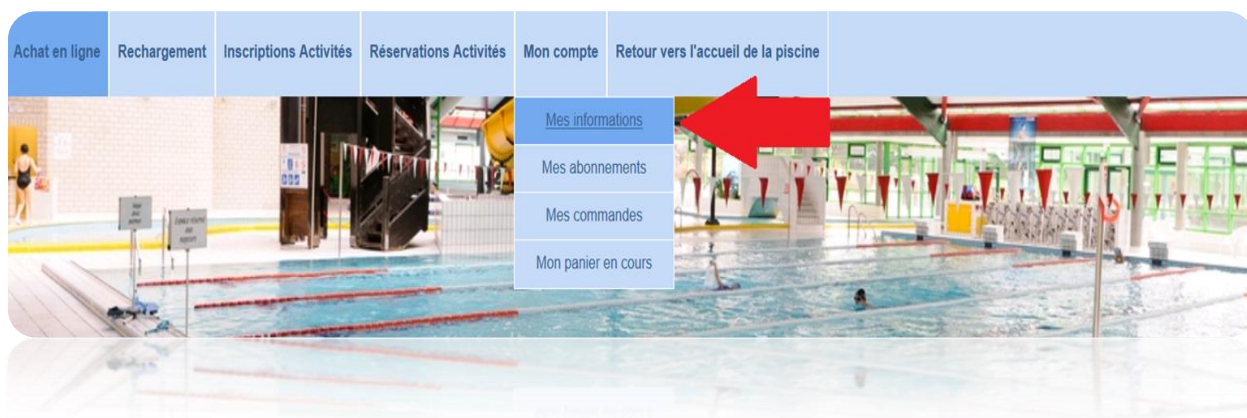 Achat en ligne
Rechargement
Inscriptions Activités
Réservations Activités
Mon compte
Retour vers l'accueil de la piscine
Mes informations
Mes abonnements
Mes commandes
Mon panier en cours